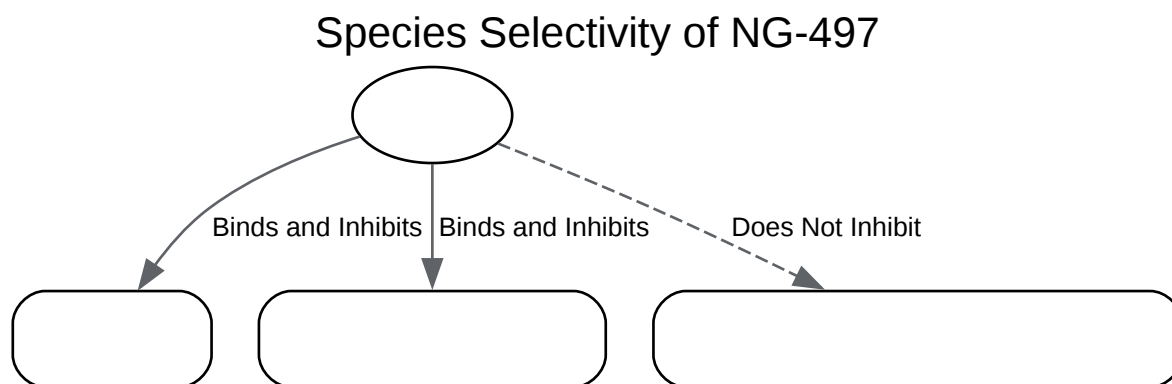 Species Selectivity of NG-497
Binds and Inhibits
Binds and Inhibits
Does Not Inhibit